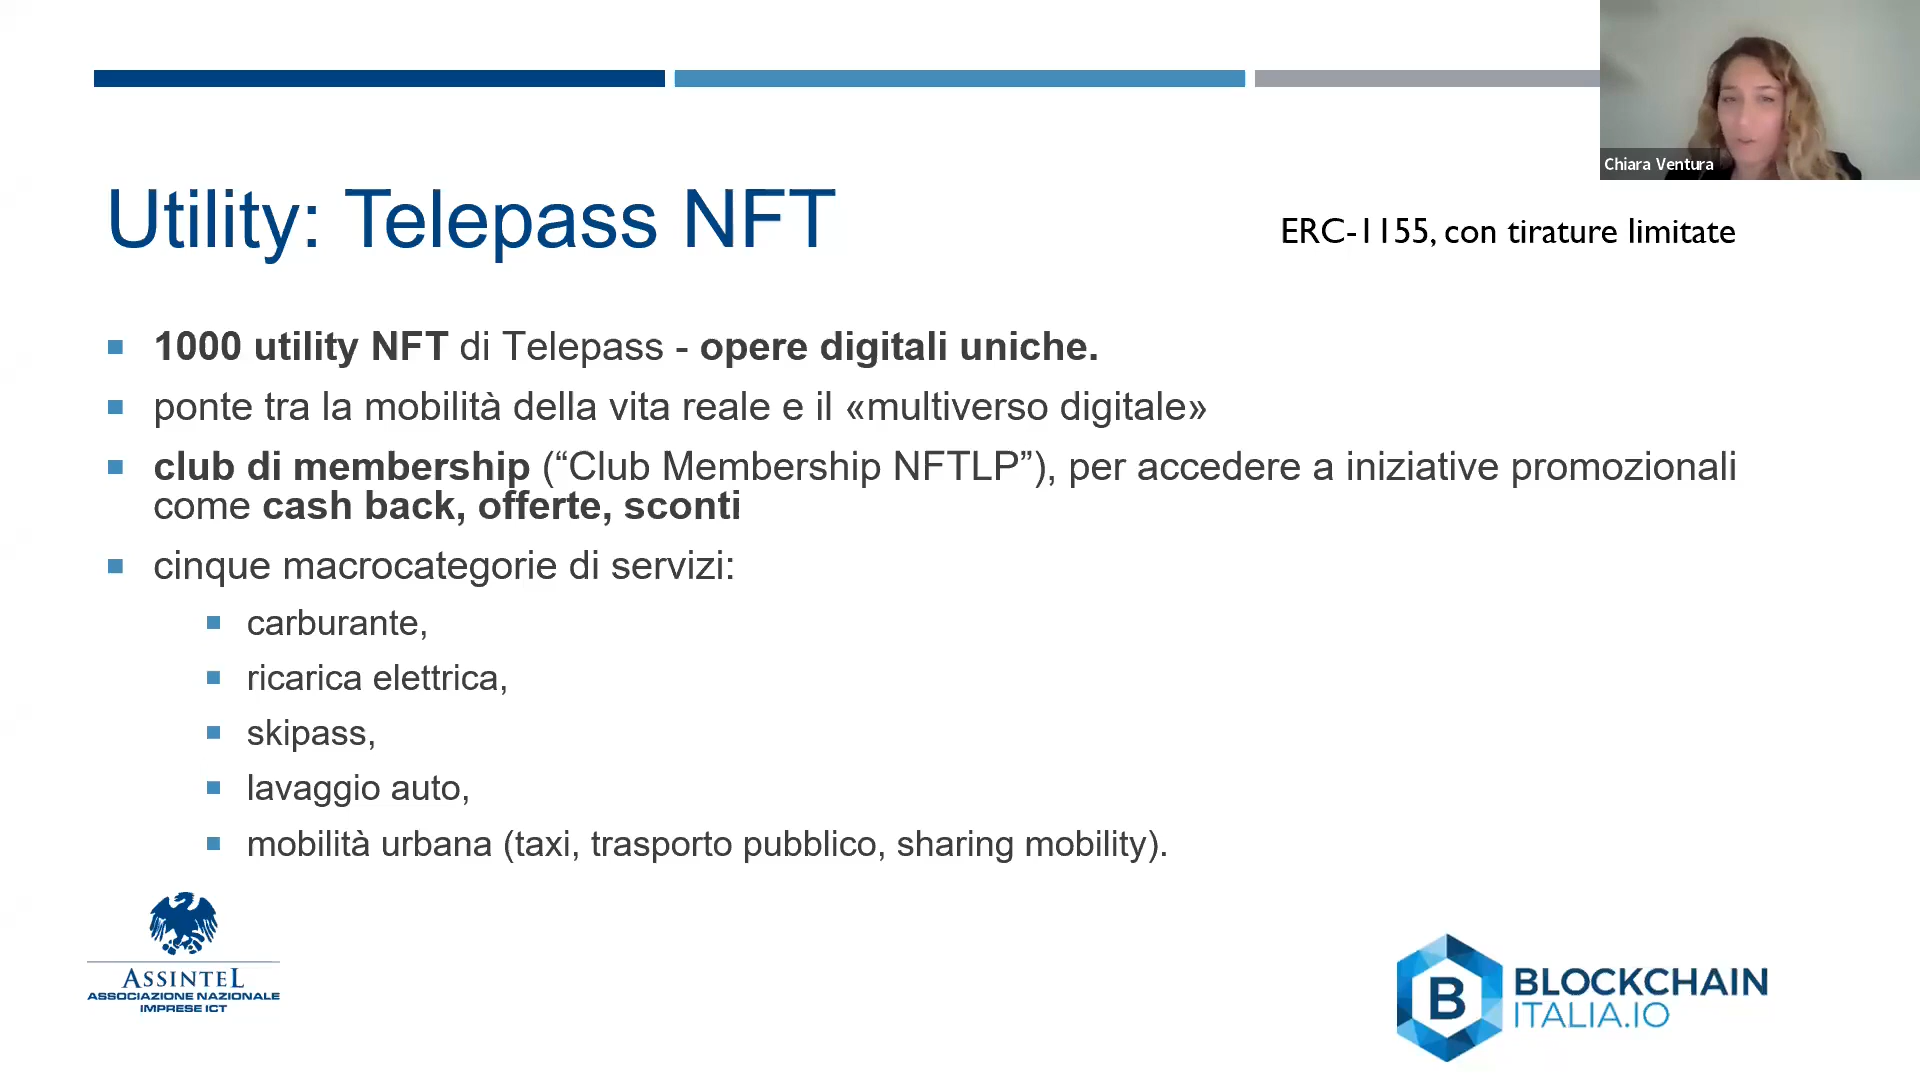 Chiara Ventura
Utility: Telepass NFT
ERC-1155, con tirature limitate
1000 utility NFT di Telepass - opere digitali uniche.
ponte tra la mobilità della vita reale e il «multiverso digitale»
club di membership (“Club Membership NFTLP”), per accedere a iniziative promozionali
come cash back, offerte, sconti
cinque macrocategorie di servizi:
carburante,
ricarica elettrica,
skipass,
lavaggio auto,
mobilità urbana (taxi, trasporto pubblico, sharing mobility).
ASSINTEL
ASSOCIAZIONE NAZIONALE
IMPRESE ICT
B
BLOCKCHAIN
ITALIA.IO